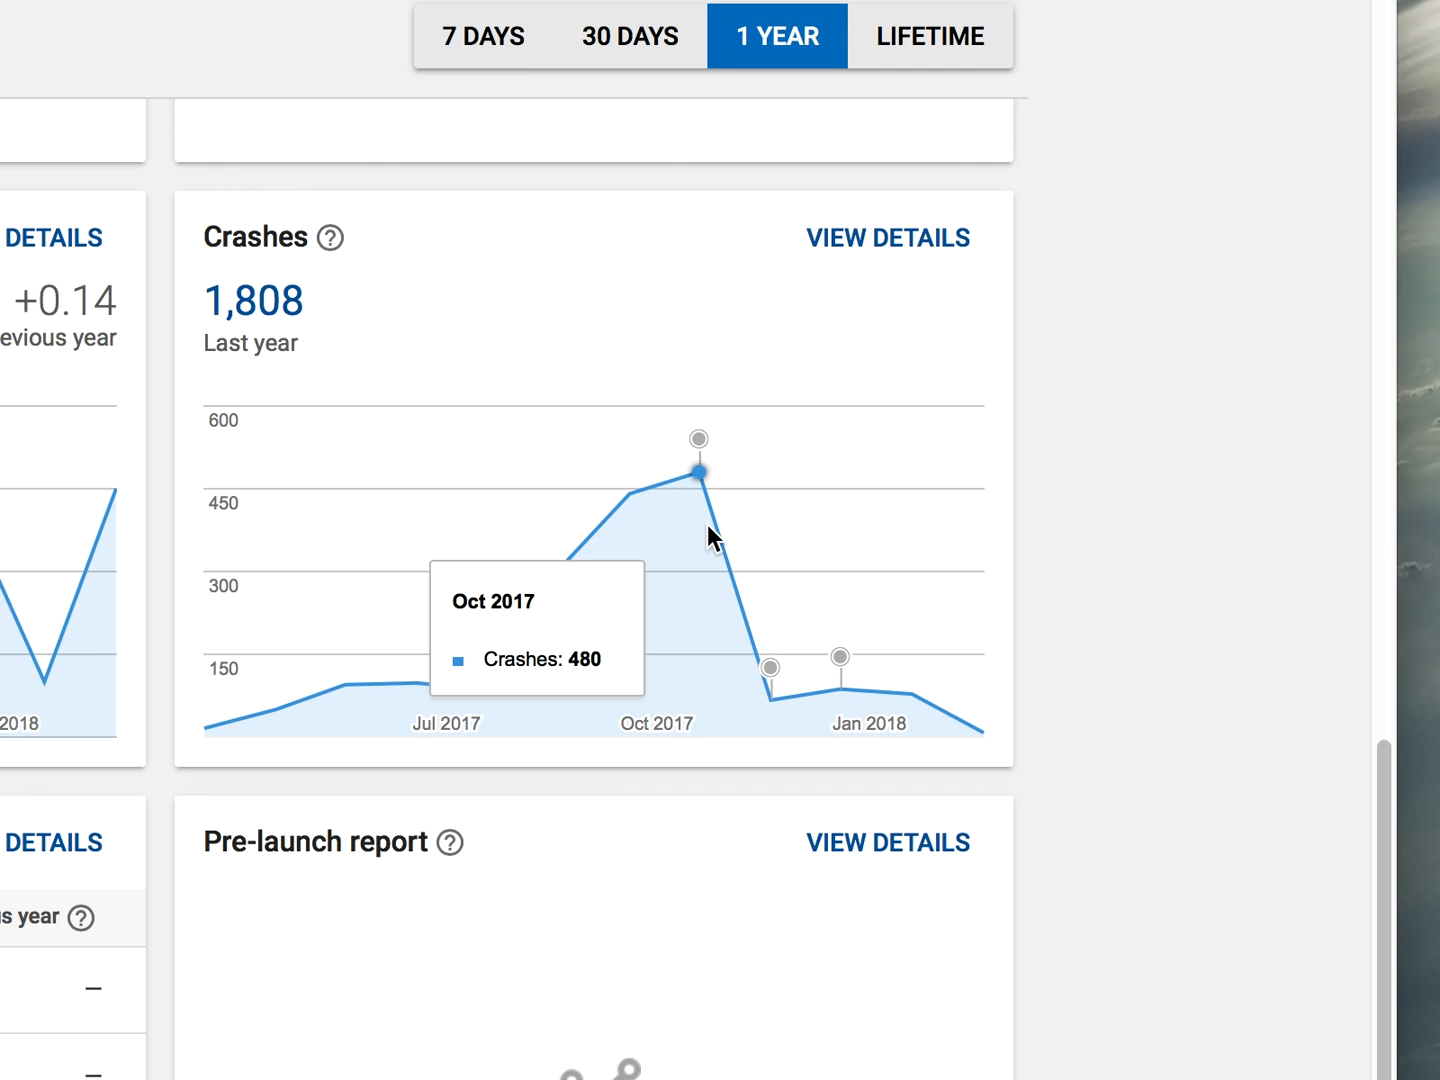 7 DAYS 30 DAYS 1 YEAR LIFETIME
DETAILS
+0.14
evious year
2018
Crashes
VIEW DETAILS
1,808
Last year
600
450
300
150
Oct 2017
Crashes: 480
Jul 2017 Oct 2017 Jan 2018
DETAILS
s year
–
–
Pre-launch report
VIEW DETAILS